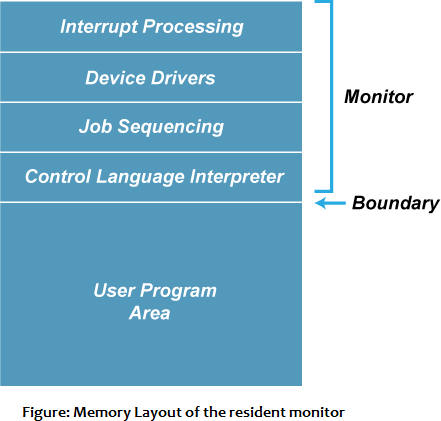 Interrupt Processing
Device Drivers
Monitor
Job Sequencing
Control Language Interpreter
Boundary
User Program
Area
Figure: Memory Layout of the resident monitor